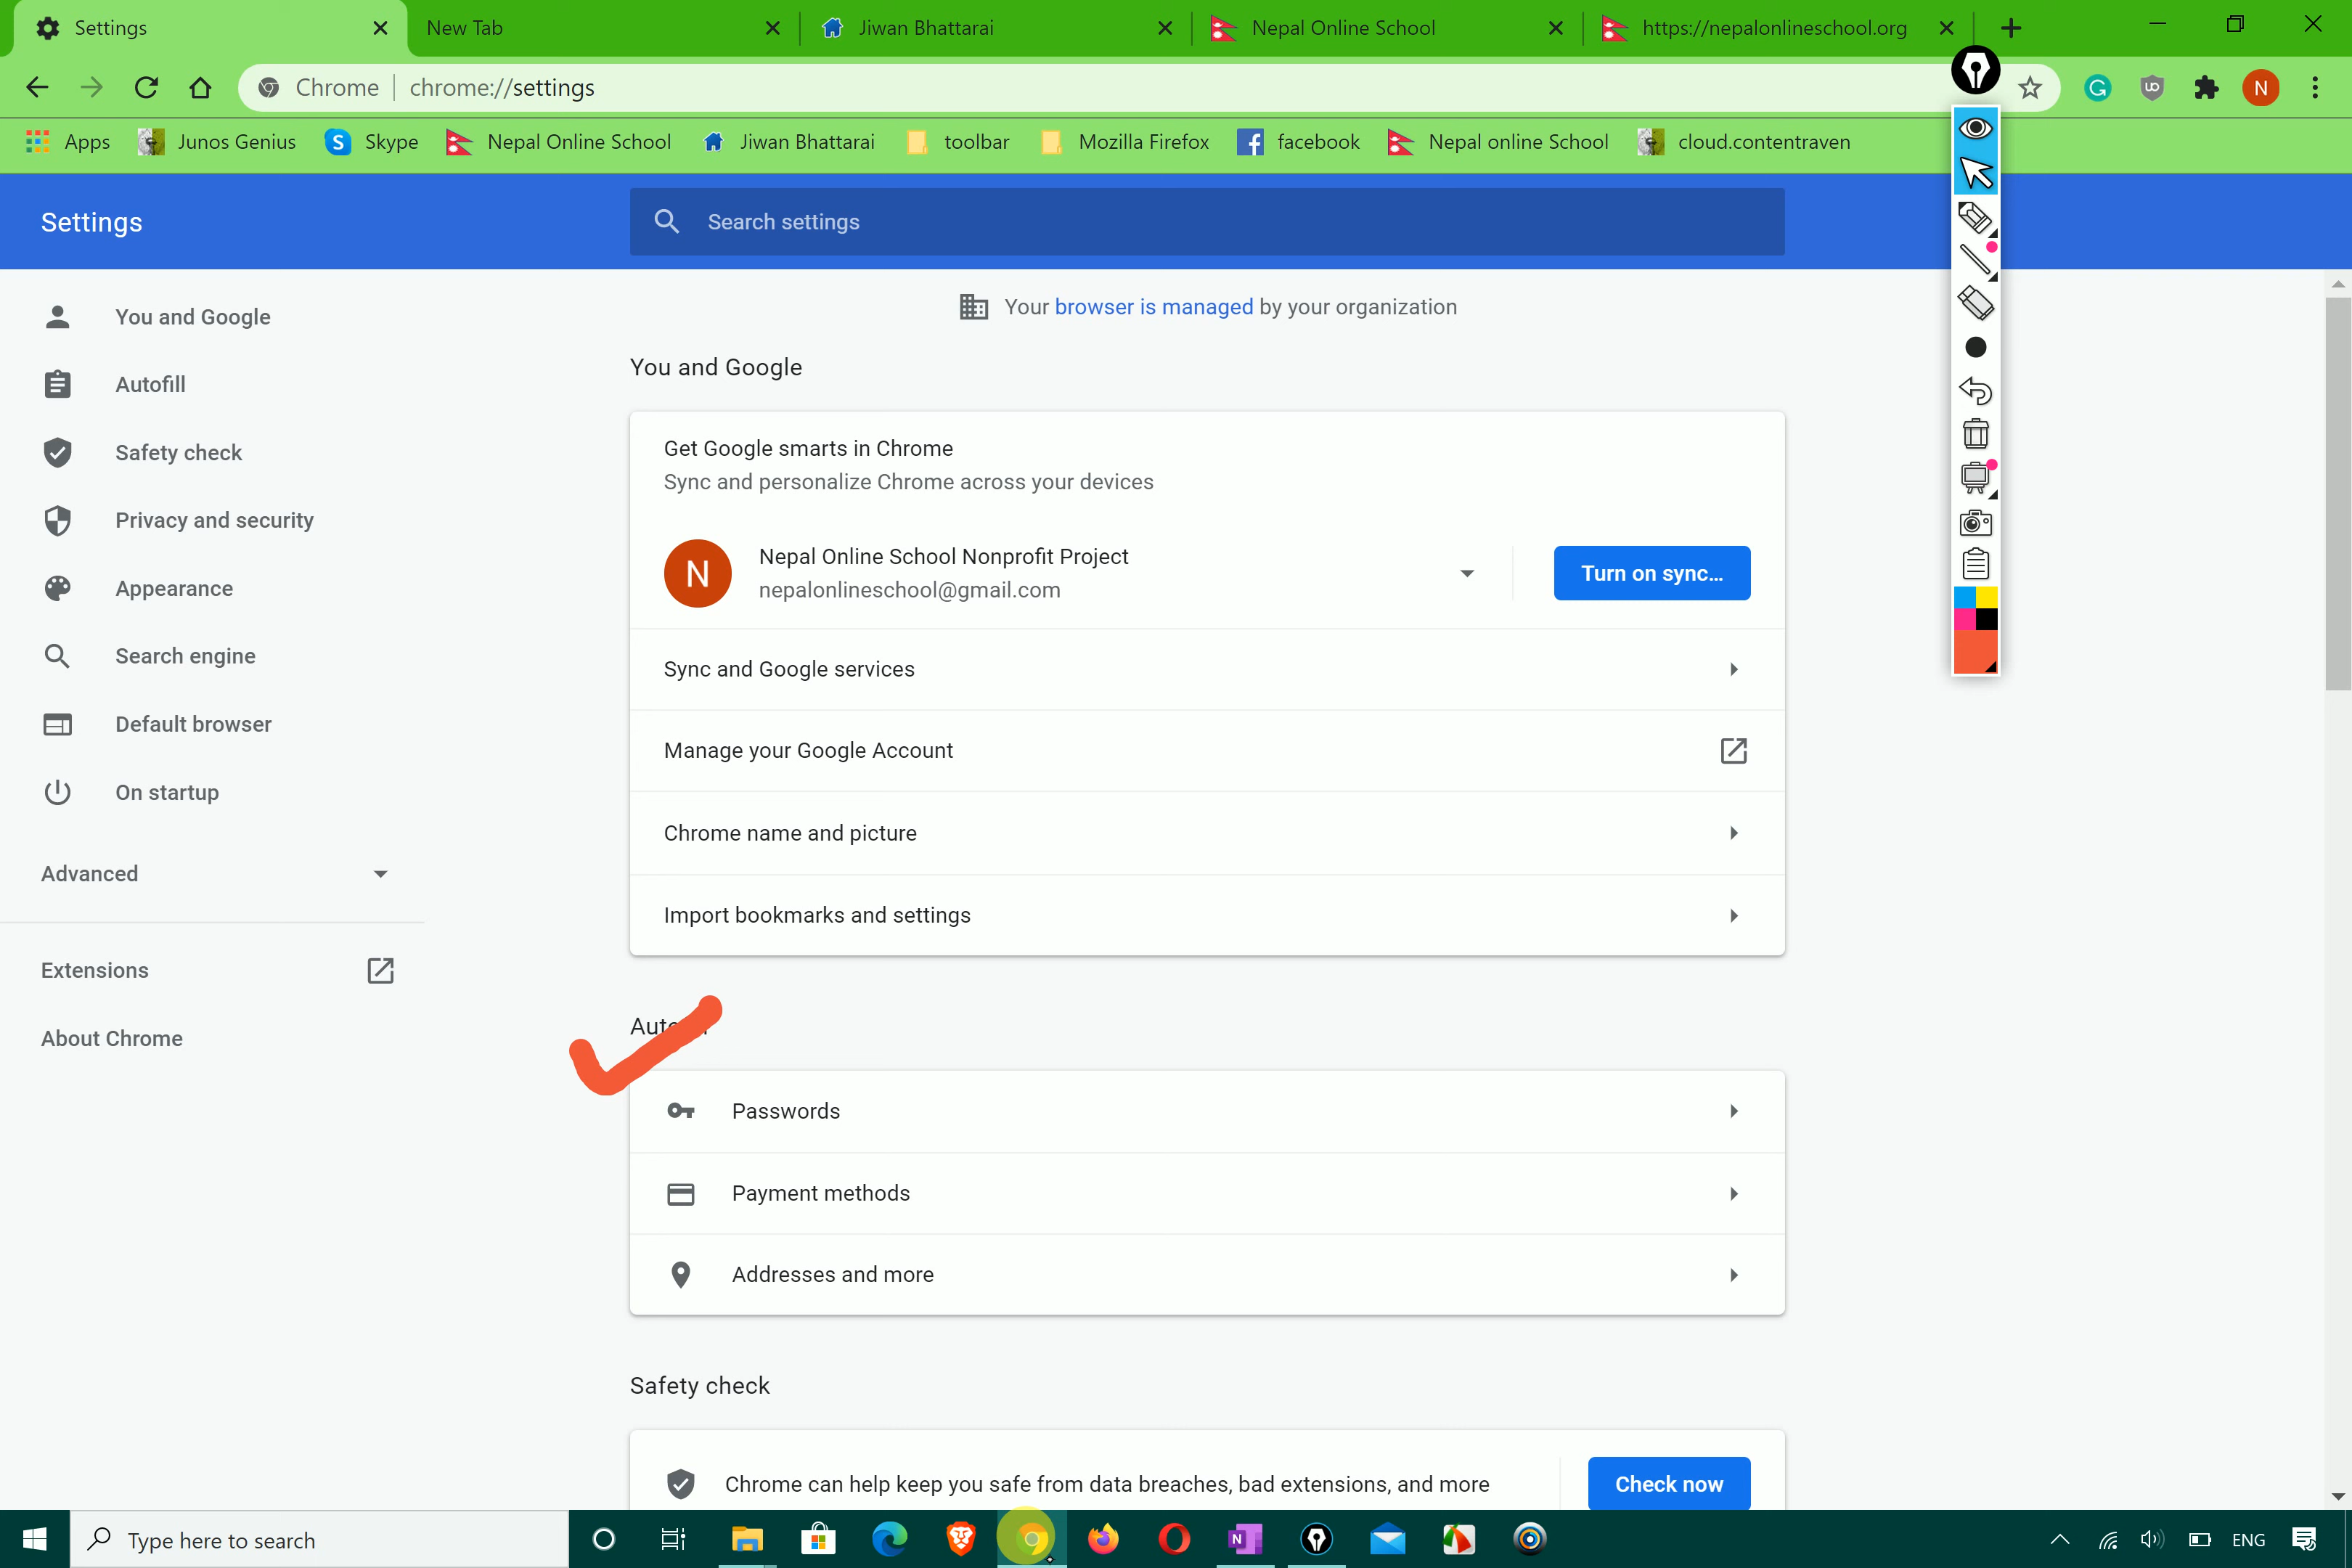 Settings
New Tab
Jiwan Bhattarai
Nepal Online School
https://nepalonlineschool.org
Chrome
chrome://settings
G
UO
N
Apps
Junos Genius
Skype
Nepal Online School
Jiwan Bhattarai
toolbar
Mozilla Firefox
facebook
Nepal online School
cloud.contentraven
Settings
Search settings
You and Google
Autofill
Safety check
Privacy and security
Appearance
Search engine
Default browser
On startup
Advanced
Extensions
About Chrome
Your browser is managed by your organization
You and Google
Get Google smarts in Chrome
Sync and personalize Chrome across your devices
N
Nepal Online School Nonprofit Project
nepalonlineschool@gmail.com
Turn on sync...
Sync and Google services
Manage your Google Account
Chrome name and picture
Import bookmarks and settings
Passwords
Payment methods
Addresses and more
Safety check
Chrome can help keep you safe from data breaches, bad extensions, and more
Check now
Type here to search
N
ENG